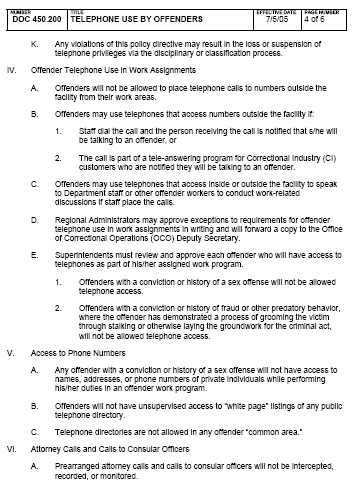 NUMBER TITLE EFFECTIVE DATE PAGE NUMBER
DOC 450.200 TELEPHONE USE BY OFFENDERS 7/5/05 4 of 6
K. Any violations of this policy directive may result in the loss or suspension of
telephone privileges via the disciplinary or classification process.
IV. Offender Telephone Use in Work Assignments
A. Offenders will not be allowed to place telephone calls to numbers outside the
facility from their work areas.
B. Offenders may use telephones that access numbers outside the facility if:
1. Staff dial the call and the person receiving the call is notified that s/he will
be talking to an offender, or
2. The call is part of a tele-answering program for Correctional Industry (CI)
customers who are notified they will be talking to an offender.
C. Offenders may use telephones that access inside or outside the facility to speak
to Department staff or other offender workers to conduct work-related
discussions if staff place the calls.
D. Regional Administrators may approve exceptions to requirements for offender
telephone use in work assignments in writing and will forward a copy to the Office
of Correctional Operations (OCO) Deputy Secretary.
E. Superintendents must review and approve each offender who will have access to
telephones as part of his/her assigned work program.
1. Offenders with a conviction or history of a sex offense will not be allowed
telephone access.
2. Offenders with a conviction or history of fraud or other predatory behavior,
where the offender has demonstrated a process of grooming the victim
through stalking or otherwise laying the groundwork for the criminal act,
will not be allowed telephone access.
V. Access to Phone Numbers
A. Any offender with a conviction or history of a sex offense will not have access to
names, addresses, or phone numbers of private individuals while performing
his/her duties in an offender work program.
B. Offenders will not have unsupervised access to "white page" listings of any public
telephone directory.
C. Telephone directories are not allowed in any offender "common area."
VI. Attorney Calls and Calls to Consular Officers
A. Prearranged attorney calls and calls to consular officers will not be intercepted,
recorded, or monitored.